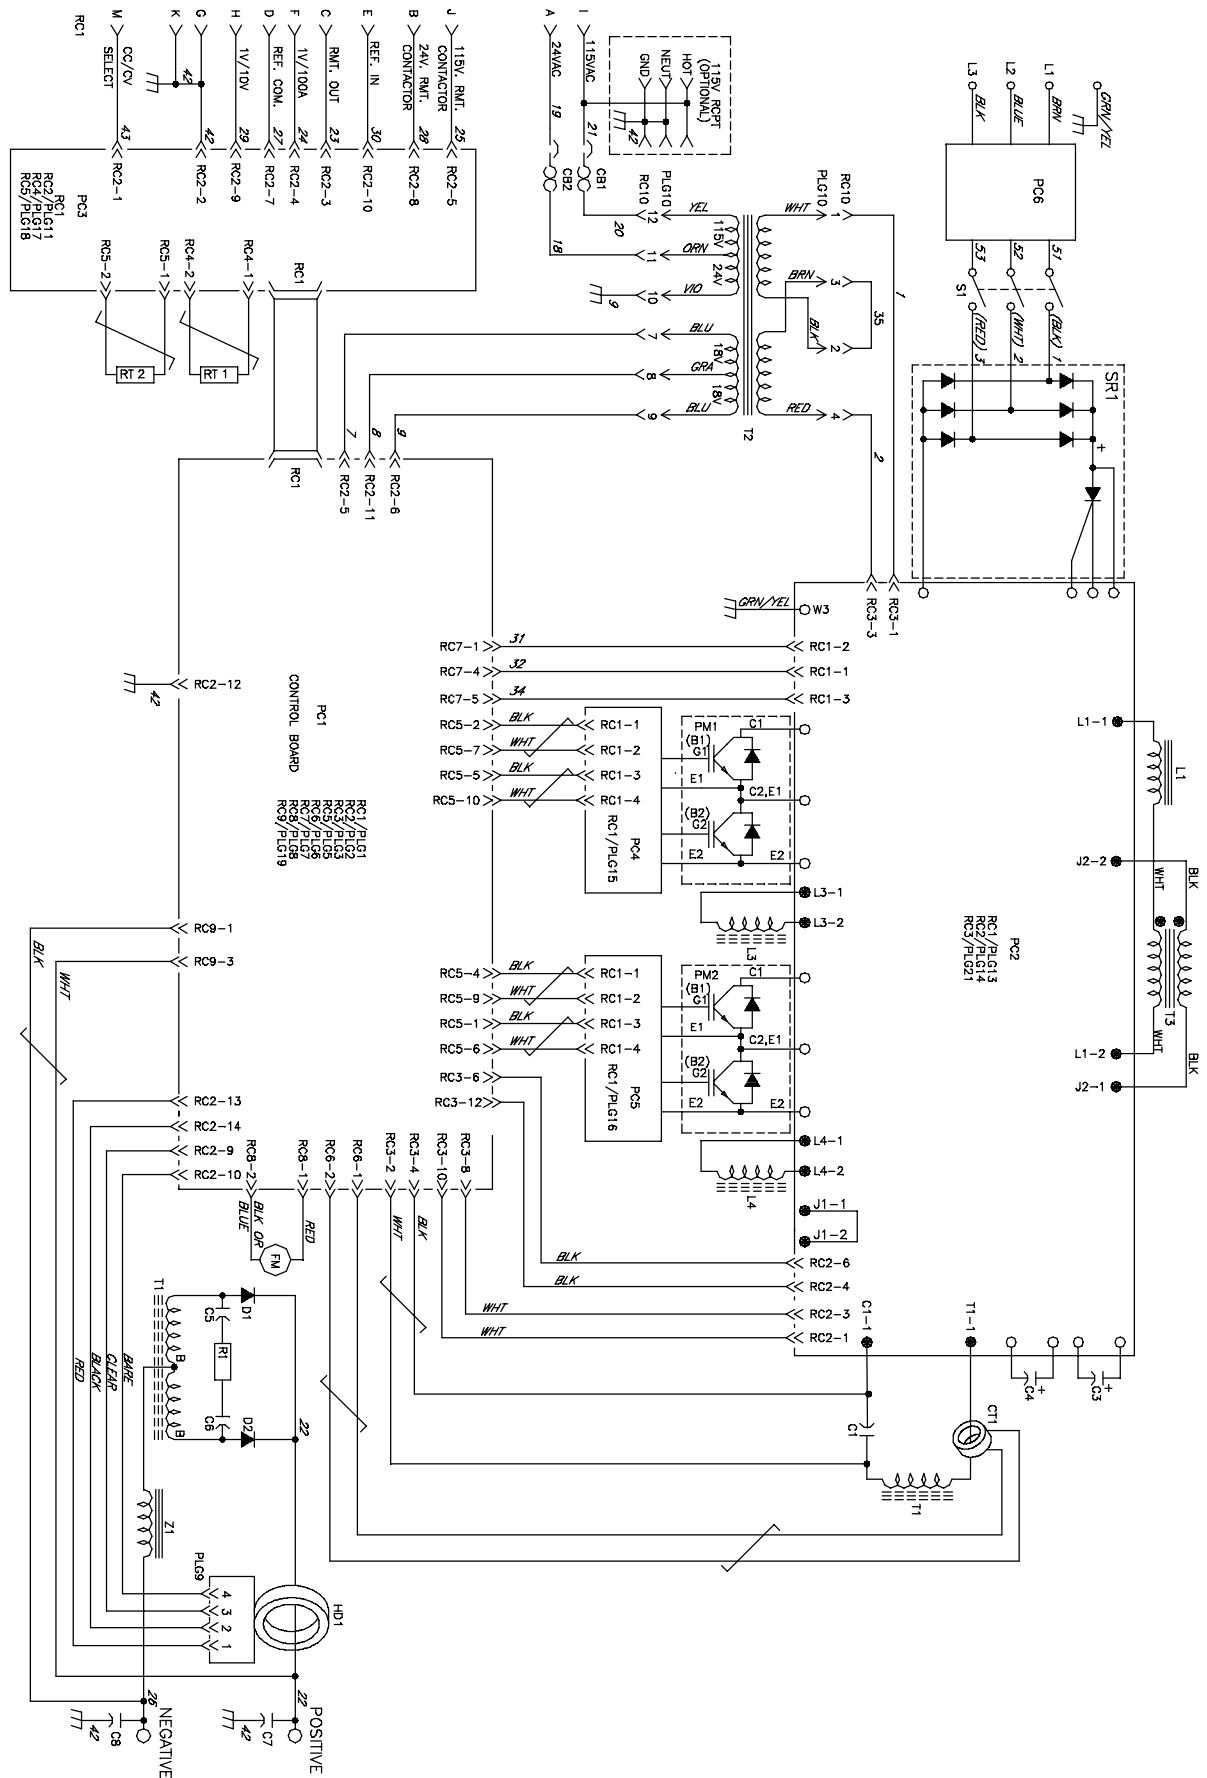 M
K
G
H
D
F
C
E
B
J
RC1
CC/CV
SELECT
42
1V/10V
REF. COM.
1V/100A
RMT. OUT
REF. IN
24V. RMT.
CONTACTOR
115V. RMT.
CONTACTOR
43
42
29
27
24
23
30
28
25
RC2-1
RC2-2
RC2-9
RC2-7
RC2-4
RC2-3
RC2-10
RC2-8
RC2-5
PC3
RC1
RC2/PLG11
RC4/PLG17
RC5/PLG18
RC5-2
RC5-1
RC4-2
RC4-1
RT 2
RT 1
RC1
RC1
A
I
24VAC
115VAC
19
21
CB2
CB1
115V RCPT
(OPTIONAL)
HOT
NEUT
GND
42
18
20
RC10
PLG10
12
11
10
7
8
9
YEL
ORN
VIO
BLU
GRA
BLU
9
115V
24V
18V
18V
T2
PLG10
RC10
WHT
BRN
BLK
RED
1
3
2
4
35
1
2
7
8
9
RC2-5
RC2-11
RC2-6
RC3-3
RC3-1
GRN/YEL
L1
L2
L3
BRN
BLUE
BLK
PC6
53
52
51
S1
(RED) 3
(WHT) 2
(BLK) 1
SR1
+
GRN/YEL
W3
RC7-1
31
RC1-2
RC7-4
32
RC1-1
RC7-5
34
RC1-3
RC5-2
BLK
RC1-1
RC5-7
WHT
RC1-2
RC5-5
BLK
RC1-3
RC5-10
WHT
RC1-4
PC4
RC1/PLG15
PM1
C1
(B1)
G1
E1
C2,E1
(B2)
G2
E2
E2
L3-1
L3-2
L3
RC2-12
42
PC1
CONTROL BOARD
RC1/PLG1
RC2/PLG2
RC3/PLG3
RC5/PLG5
RC6/PLG6
RC7/PLG7
RC8/PLG8
RC9/PLG19
RC9-1
RC9-3
BLK
WHT
RC5-4
BLK
RC1-1
RC5-9
WHT
RC1-2
RC5-1
BLK
RC1-3
RC5-6
WHT
RC1-4
RC3-6
RC3-12
PC5
RC1/PLG16
PM2
C1
(B1)
G1
E1
C2,E1
(B2)
G2
E2
E2
L4-1
L4-2
L4
J1-1
J1-2
PC2
RC1/PLG13
RC2/PLG14
RC3/PLG21
L1-1
L1
J2-2
BLK
WHT
T3
L1-2
WHT
J2-1
BLK
RC2-13
RC2-14
RC2-9
RC2-10
RC8-2
RC8-1
RC6-2
RC6-1
RC3-2
RC3-4
RC3-10
RC3-8
BLK OR
BLUE
RED
FM
WHT
BLK
BLK
RC2-6
BLK
RC2-4
WHT
RC2-3
WHT
RC2-1
C1-1
T1-1
C4
+
C3
+
CT1
C1
T1
T1
B
B
C5
D1
R1
C6
D2
22
RED
BLACK
CLEAR
BARE
Z1
PLG9
4
3
2
1
HD1
26
NEGATIVE
42
C8
22
POSITIVE
42
C7